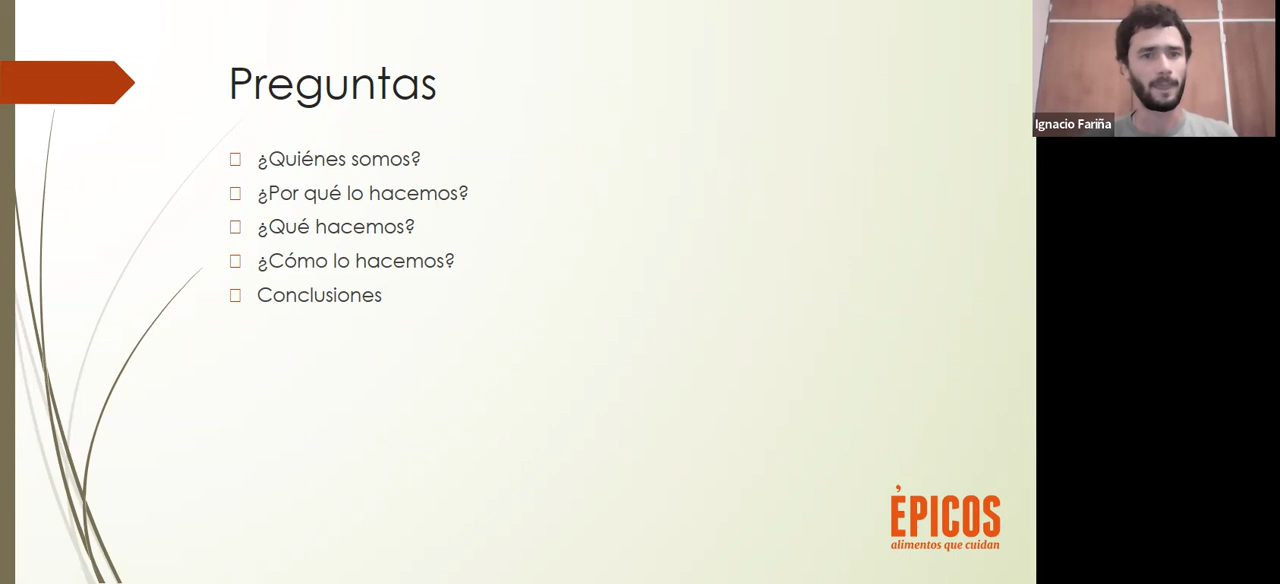 Preguntas
¿Quiénes somos?
¿Por qué lo hacemos?
¿Qué hacemos?
¿Cómo lo hacemos?
Conclusiones
Ignacio Fariña
ÉPICOS
alimentos que cuidan